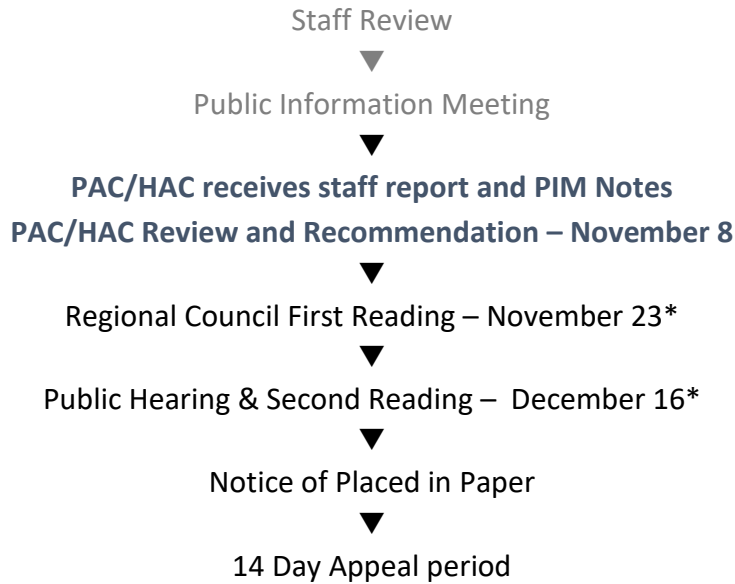 Staff Review
Public Information Meeting
PAC/HAC receives staff report and PIM Notes
PAC/HAC Review and Recommendation – November 8
Regional Council First Reading – November 23*
Public Hearing & Second Reading –  December 16*
Notice of Placed in Paper
14 Day Appeal period